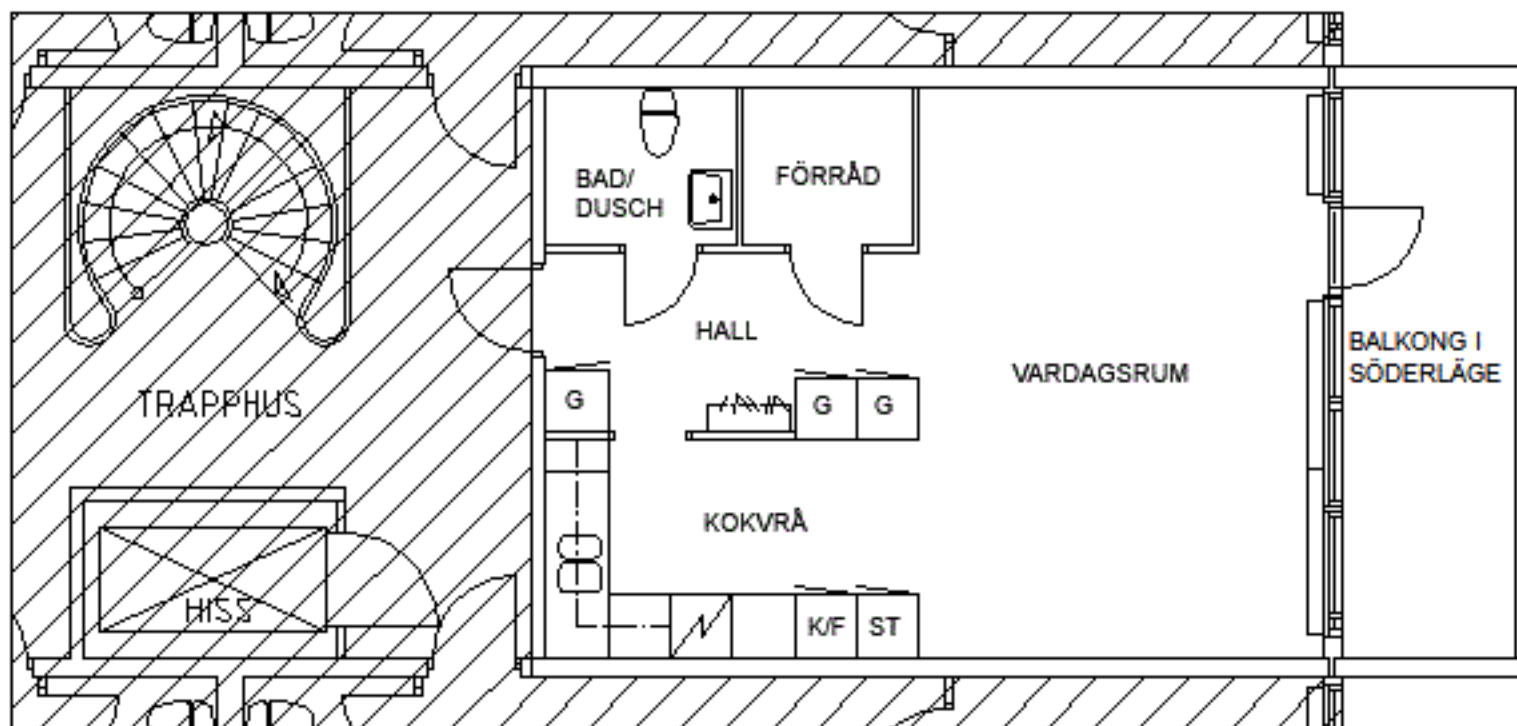 BAD/
DUSCH
FÖRRÅD
HALL
BALKONG I
SÖDERLÄGE
VARDAGSRUM
TRAPPHUS
G
G
G
KOKVRÅ
HISS
K/F
ST